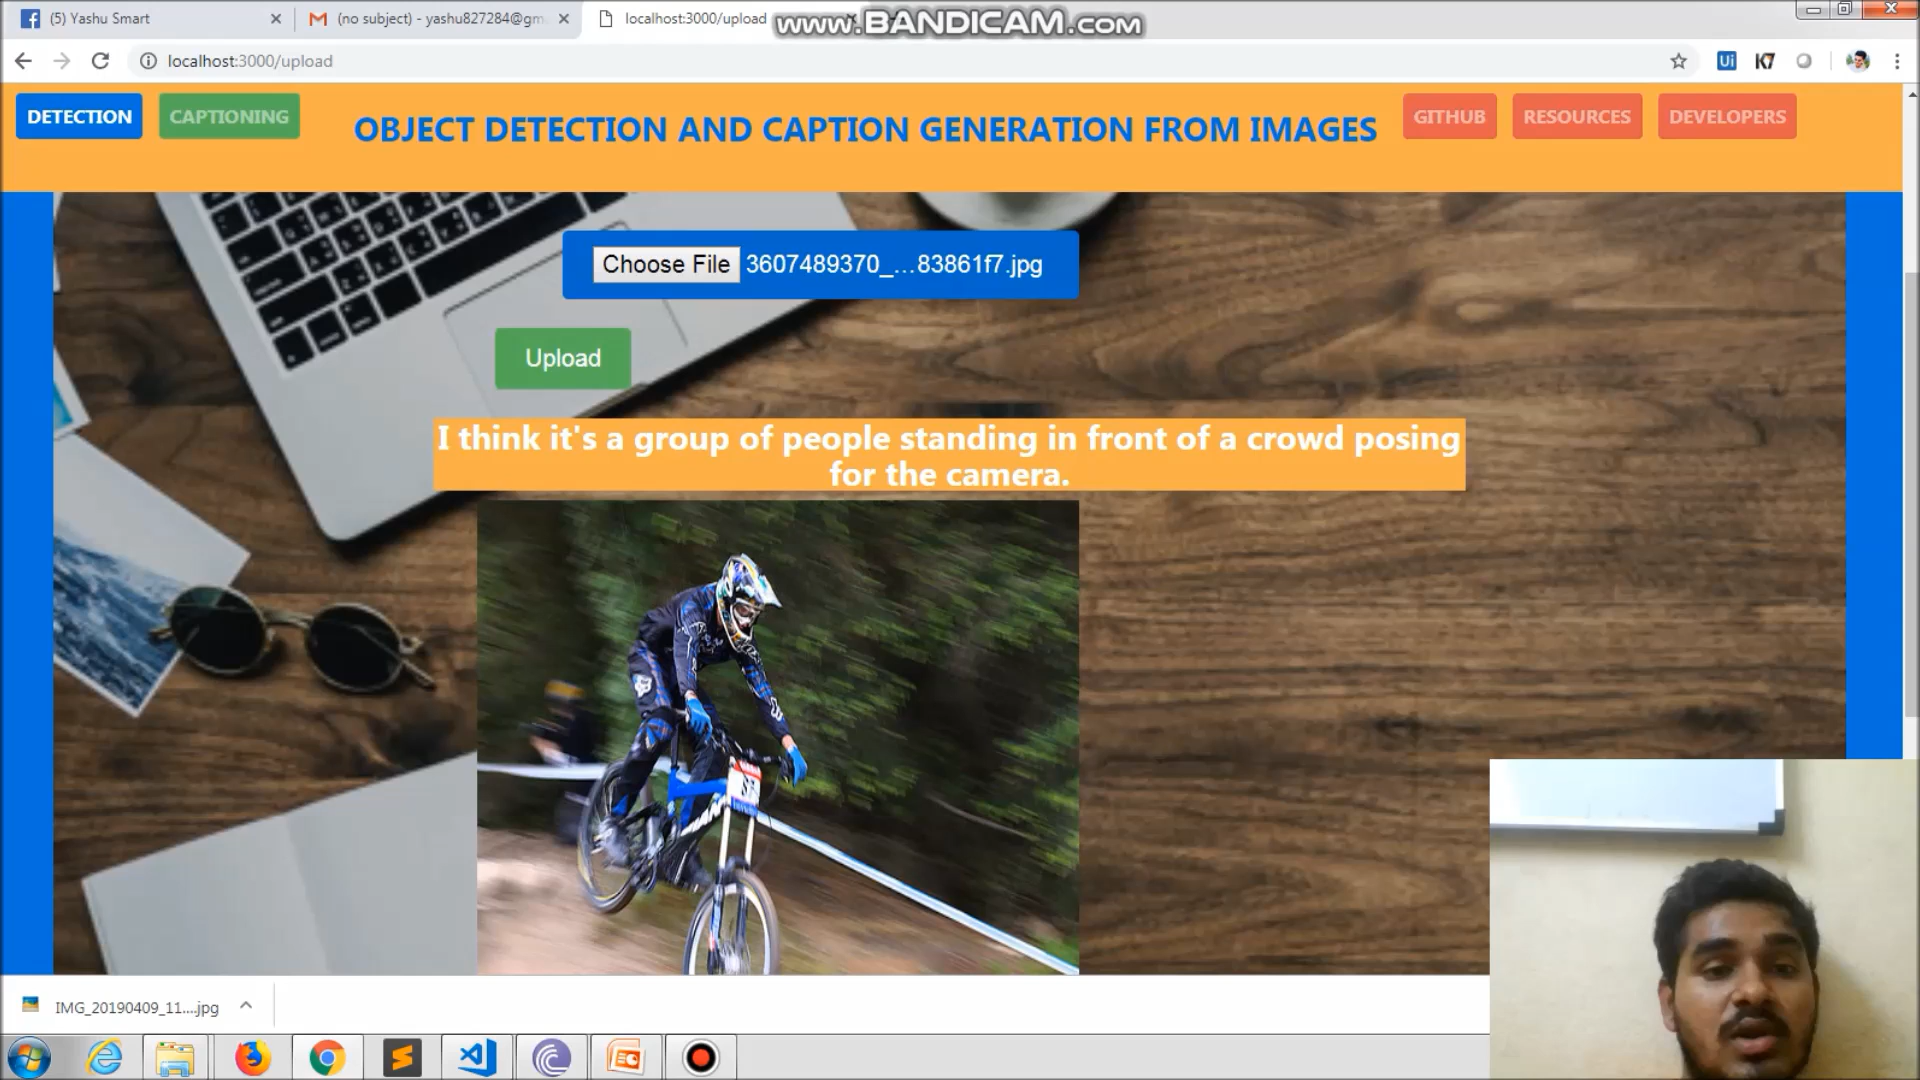 (5) Yashu Smart
(no subject) - yashu827284@gm
localhost:3000/upload
www.BANDICAM.com
localhost:3000/upload
Ui
K7
DETECTION
CAPTIONING
OBJECT DETECTION AND CAPTION GENERATION FROM IMAGES
GITHUB
RESOURCES
DEVELOPERS
Choose File 3607489370_...83861f7.jpg
Upload
I think it's a group of people standing in front of a crowd posing
for the camera.
IMG_20190409_11....jpg